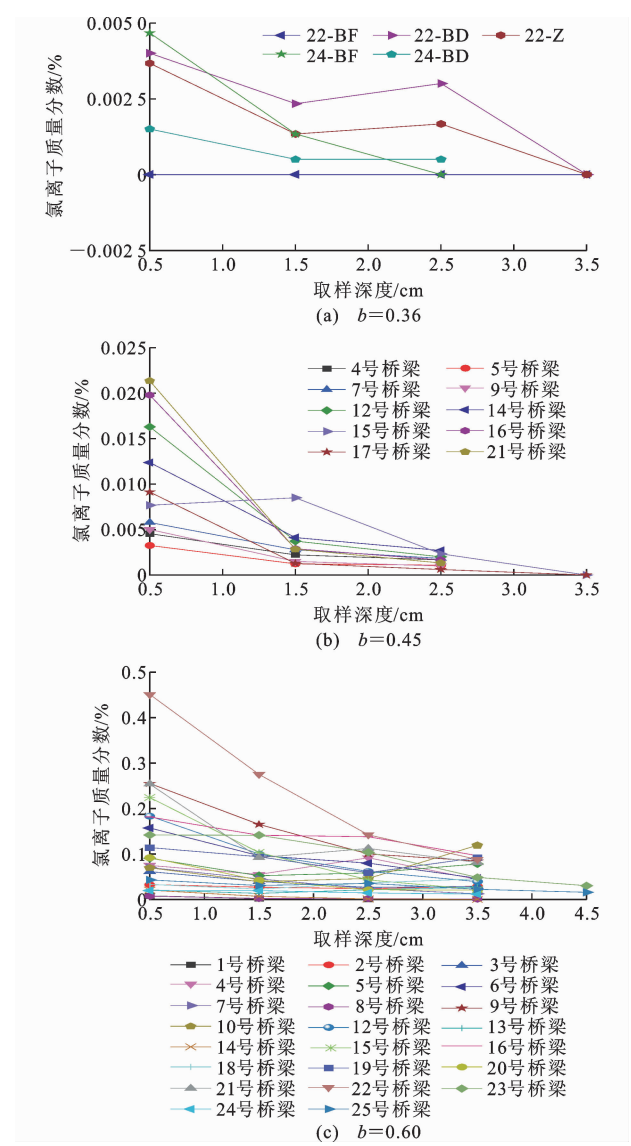 0.005 0
22-BF 22-BD 22-Z
24-BF 24-BD
0.002 5
0
−0.002 5
氯离子质量分数/%
0.5 1.0 1.5 2.0 2.5 3.0 3.5
取样深度/cm
(a) b=0.36
0.025
4号桥梁 5号桥梁
0.020
7号桥梁 9号桥梁
12号桥梁 14号桥梁
0.015
15号桥梁 16号桥梁
17号桥梁 21号桥梁
0.010
0.005
0
氯离子质量分数/%
0.5 1.0 1.5 2.0 2.5 3.0 3.5
取样深度/cm
(b) b=0.45
0.5
0.4
0.3
0.2
0.1
0
氯离子质量分数/%
0.5 1.0 1.5 2.0 2.5 3.0 3.5 4.0 4.5
取样深度/cm
1号桥梁 2号桥梁 3号桥梁
4号桥梁 5号桥梁 6号桥梁
7号桥梁 8号桥梁 9号桥梁
10号桥梁 12号桥梁 13号桥梁
14号桥梁 15号桥梁 16号桥梁
18号桥梁 19号桥梁 20号桥梁
21号桥梁 22号桥梁 23号桥梁
24号桥梁 25号桥梁
(c) b=0.60